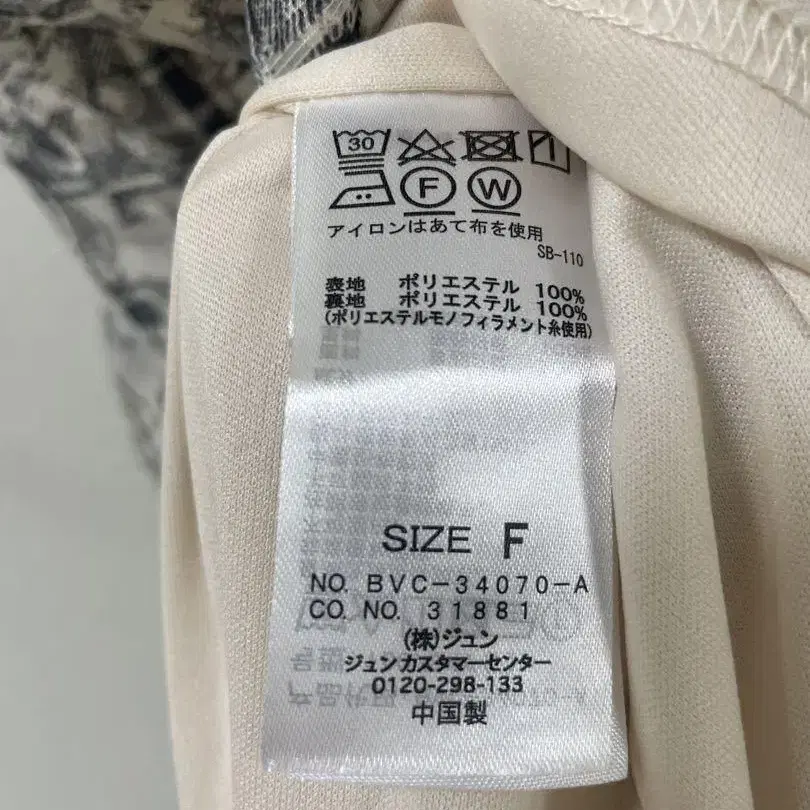 30
F W
アイロンはあて布を使用
SB-110
表地 ポリエステル 100%
裏地 ポリエステル 100%
(ポリエステルモノフィラメント糸使用)
SIZE F
NO. BVC-34070-A
CO. NO. 31881
(株)ジュン
ジュンカスタマーセンター
0120-298-133
中国製